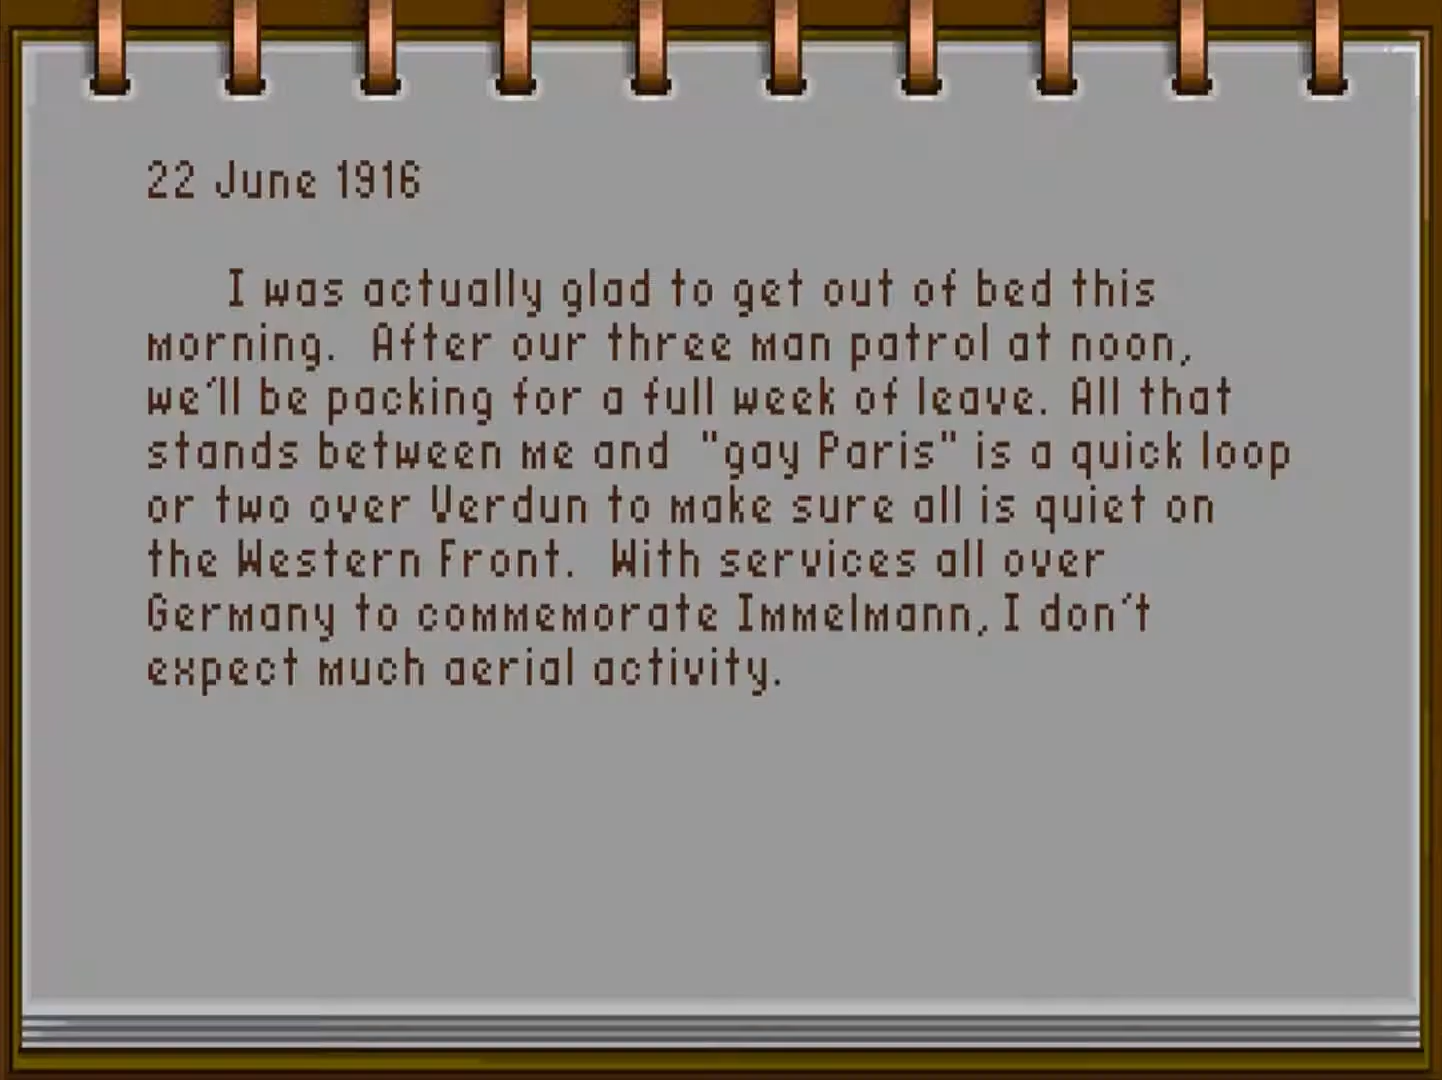 22 June 1916
I was actually glad to get out of bed this
morning.  After our three man patrol at noon,
we'll be packing for a full week of leave. All that
stands between me and  "gay Paris" is a quick loop
or two over Verdun to make sure all is quiet on
the Western Front.  With services all over
Germany to commemorate Immelmann, I don't
expect much aerial activity.